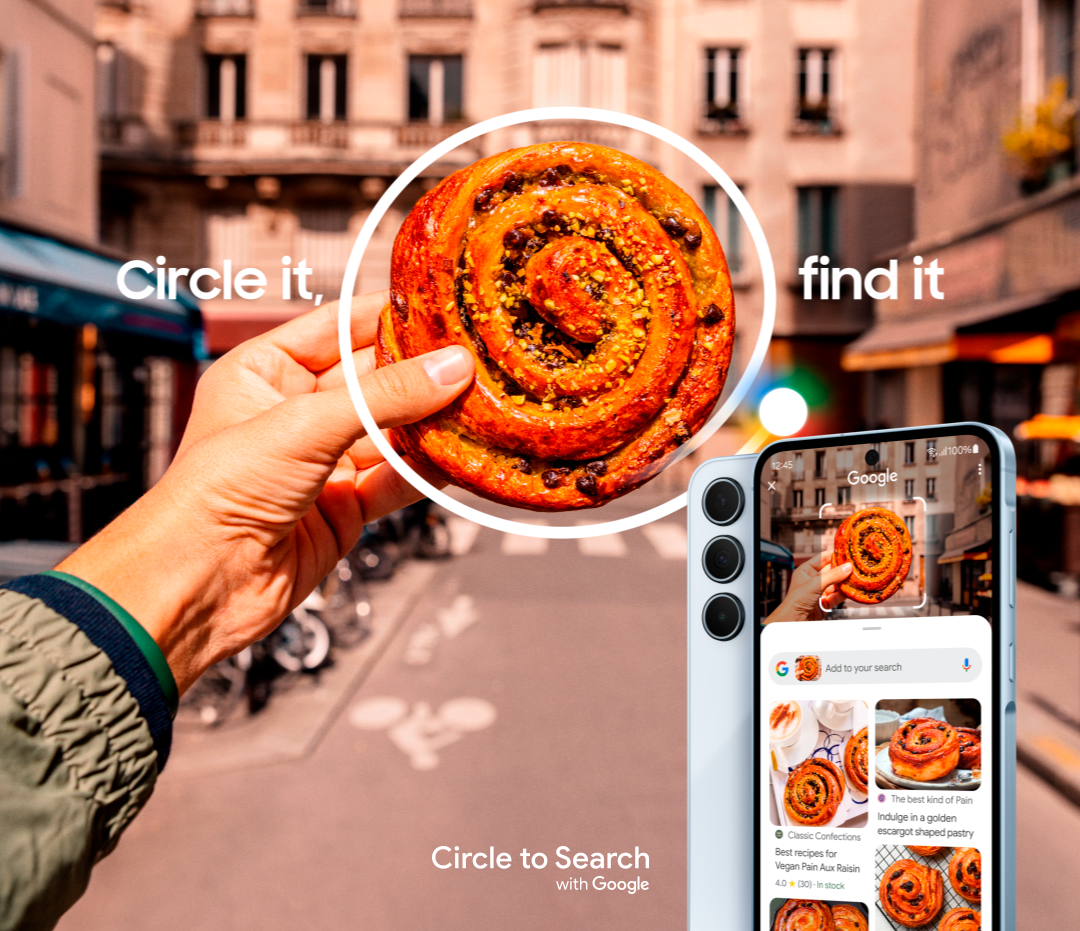 Circle it,
find it
12:45
100%
Google
Add to your search
The best kind of Pain
Indulge in a golden
escargot shaped pastry
Classic Confections
Best recipes for
Vegan Pain Aux Raisin
4.0 ★ (30) · In stock
Circle to Search
with Google